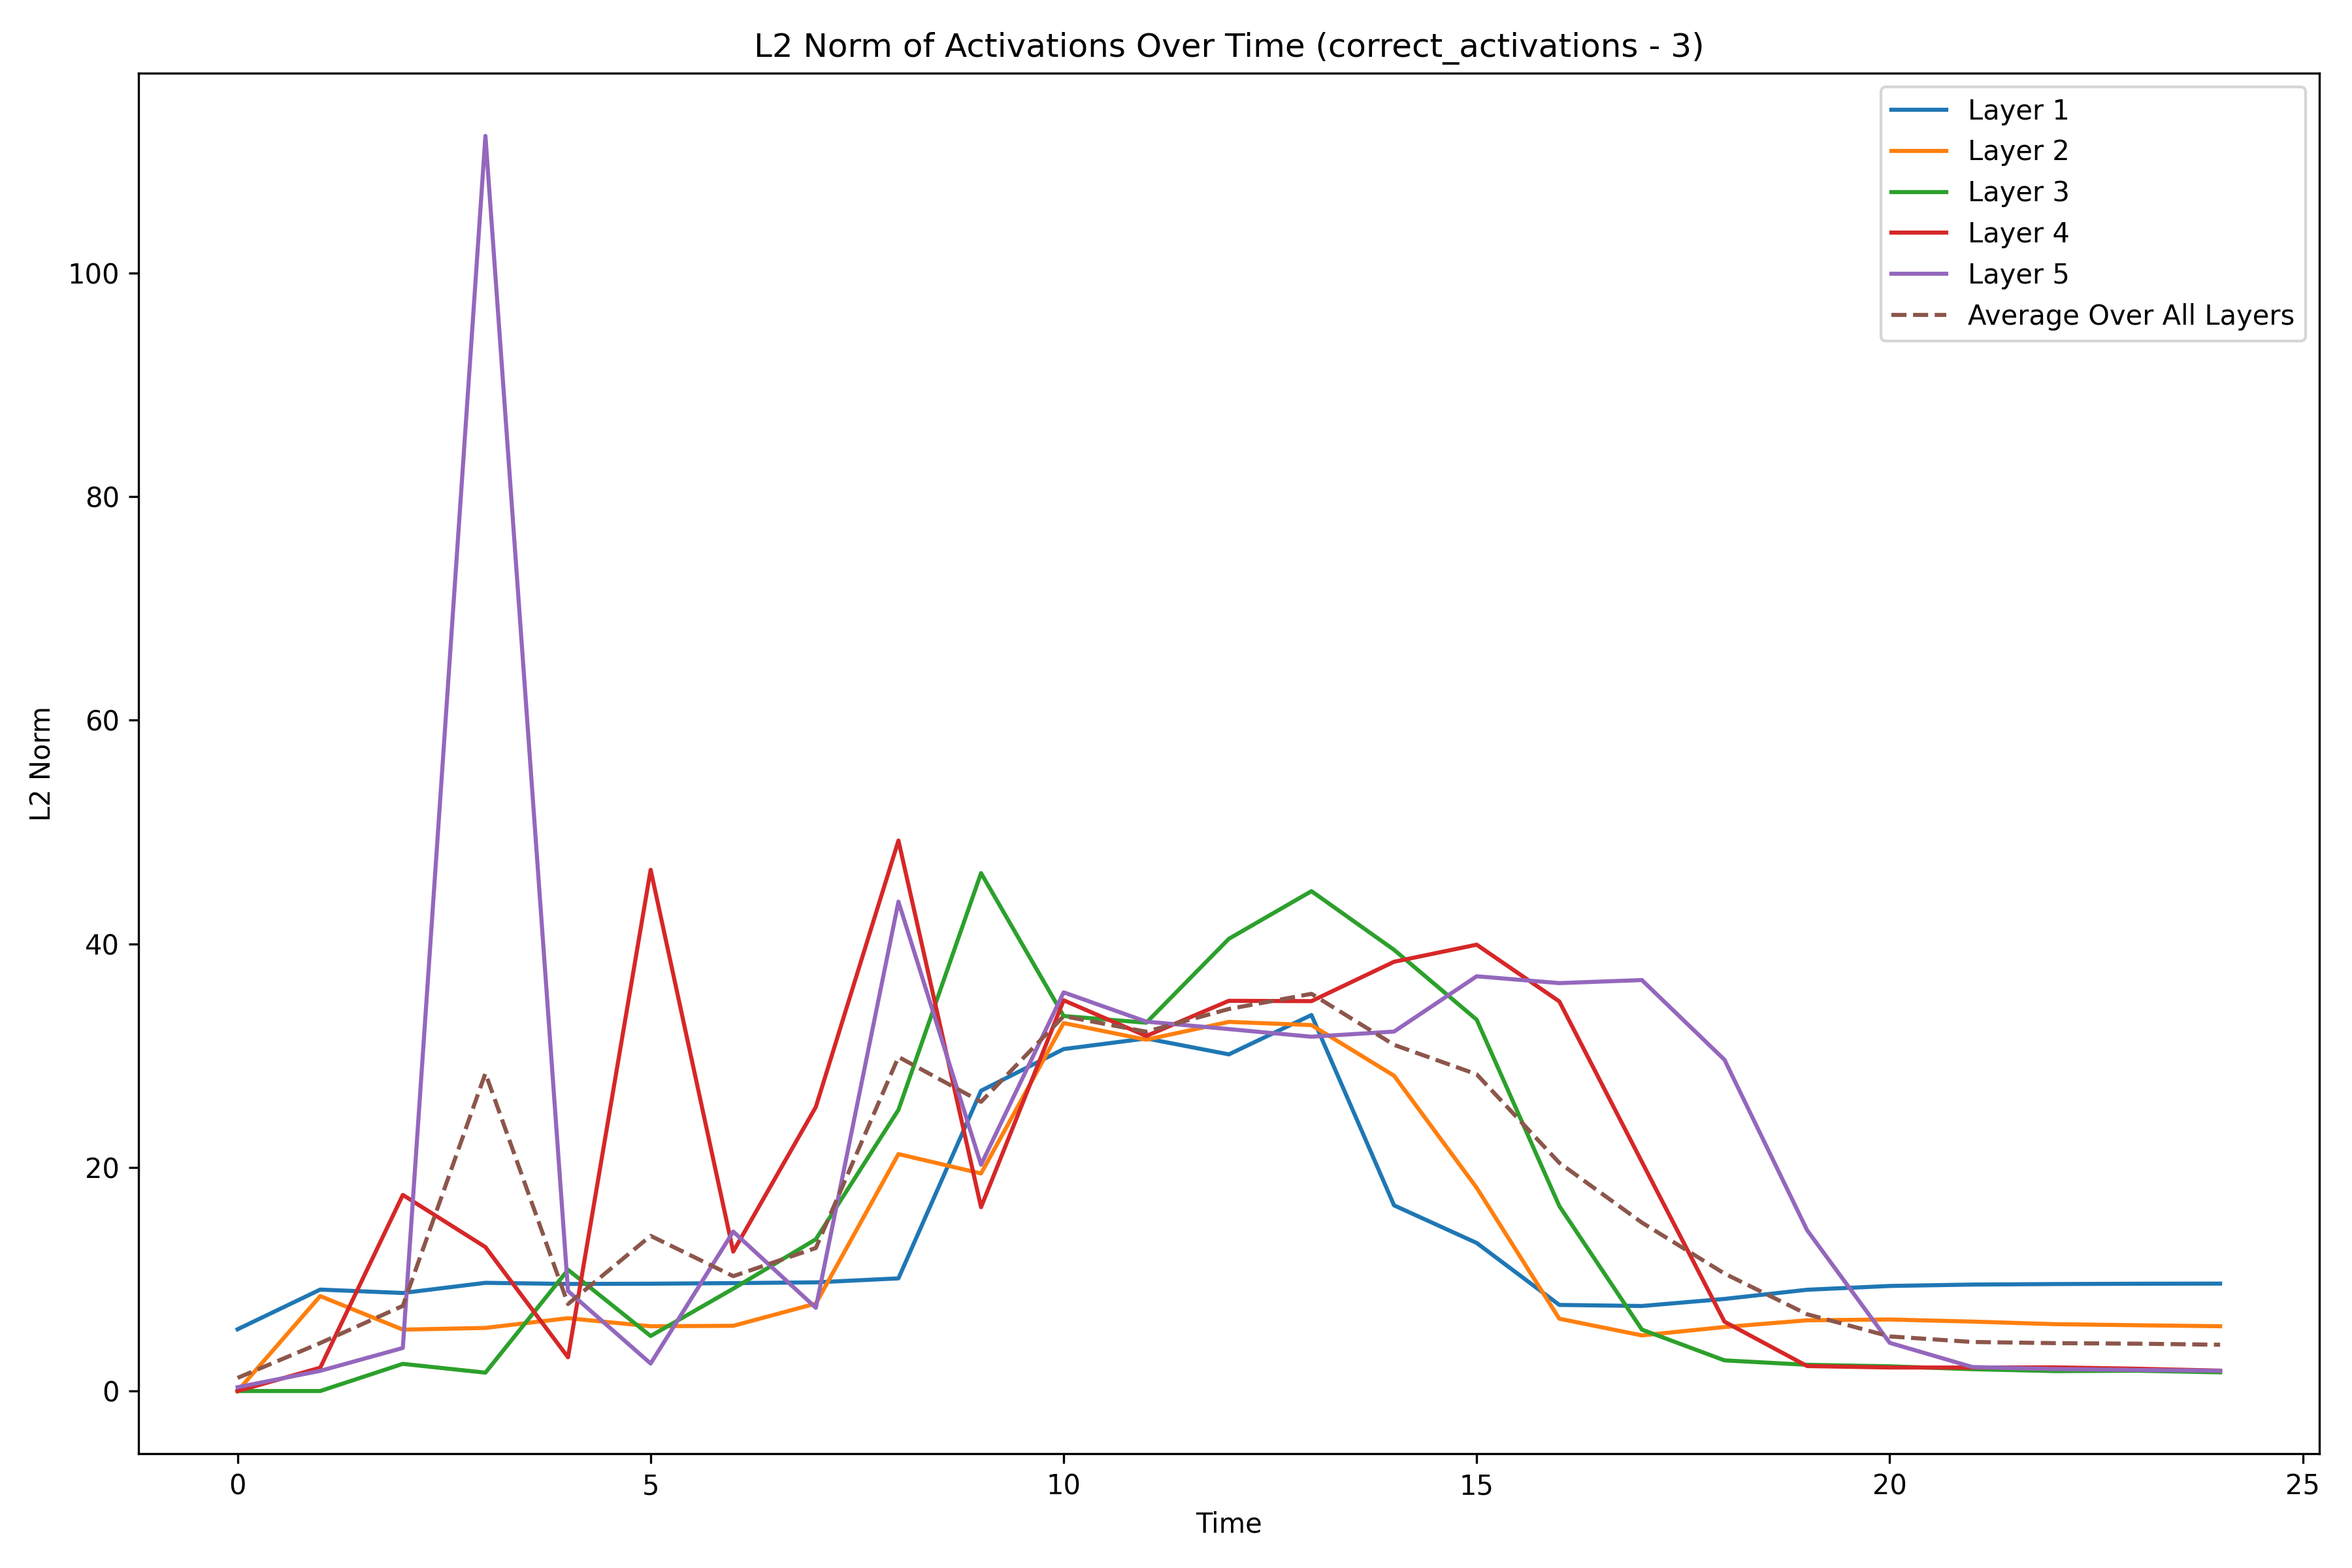 L2 Norm of Activations Over Time (correct_activations - 3)
Layer 1
Layer 2
Layer 3
Layer 4
Layer 5
Average Over All Layers
L2 Norm
100
80
60
40
20
0
0 5 10 15 20 25
Time